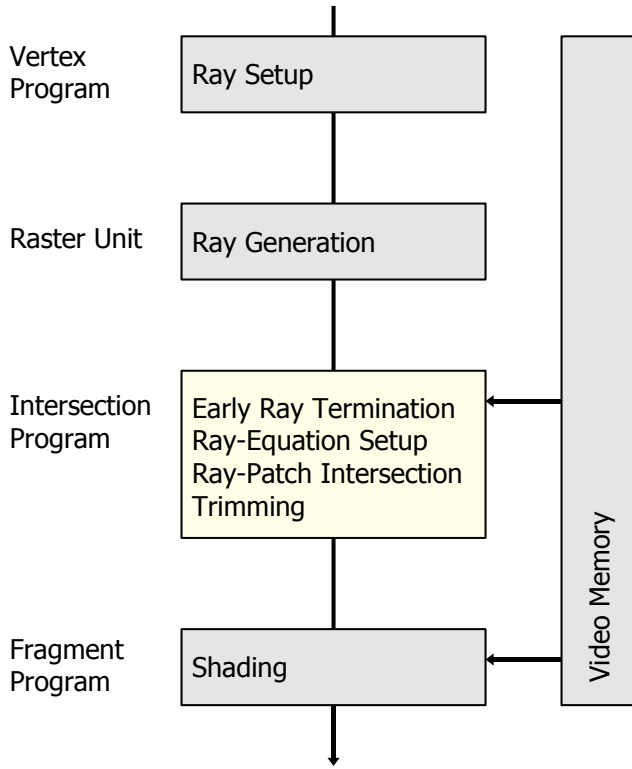 Vertex
Program
Ray Setup
Raster Unit
Ray Generation
Intersection
Program
Early Ray Termination
Ray-Equation Setup
Ray-Patch Intersection
Trimming
Fragment
Program
Shading
Video Memory